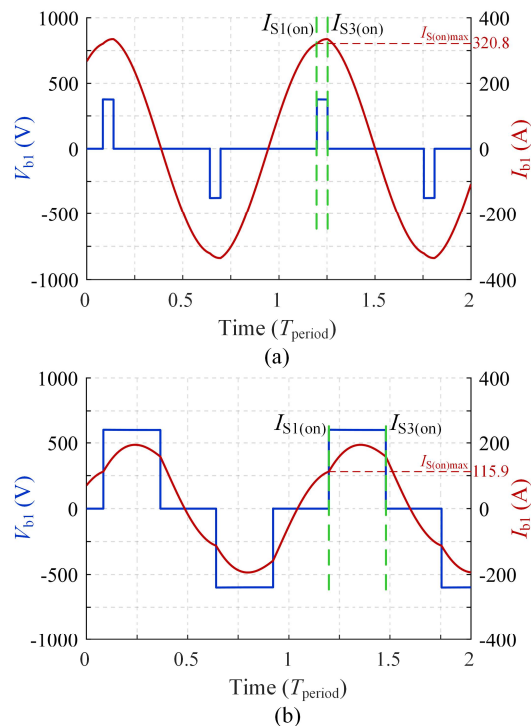 I_S1(on) I_S3(on)
1000 400
I_S(on)max
500 200
320.8
V_b1 (V) 0 0 I_b1 (A)
-500 -200
-1000 -400
0 0.5 1 1.5 2
Time (T_period)
(a)
1000 400
I_S1(on) I_S3(on)
500 200
I_S(on)max
115.9
V_b1 (V) 0 0 I_b1 (A)
-500 -200
-1000 -400
0 0.5 1 1.5 2
Time (T_period)
(b)